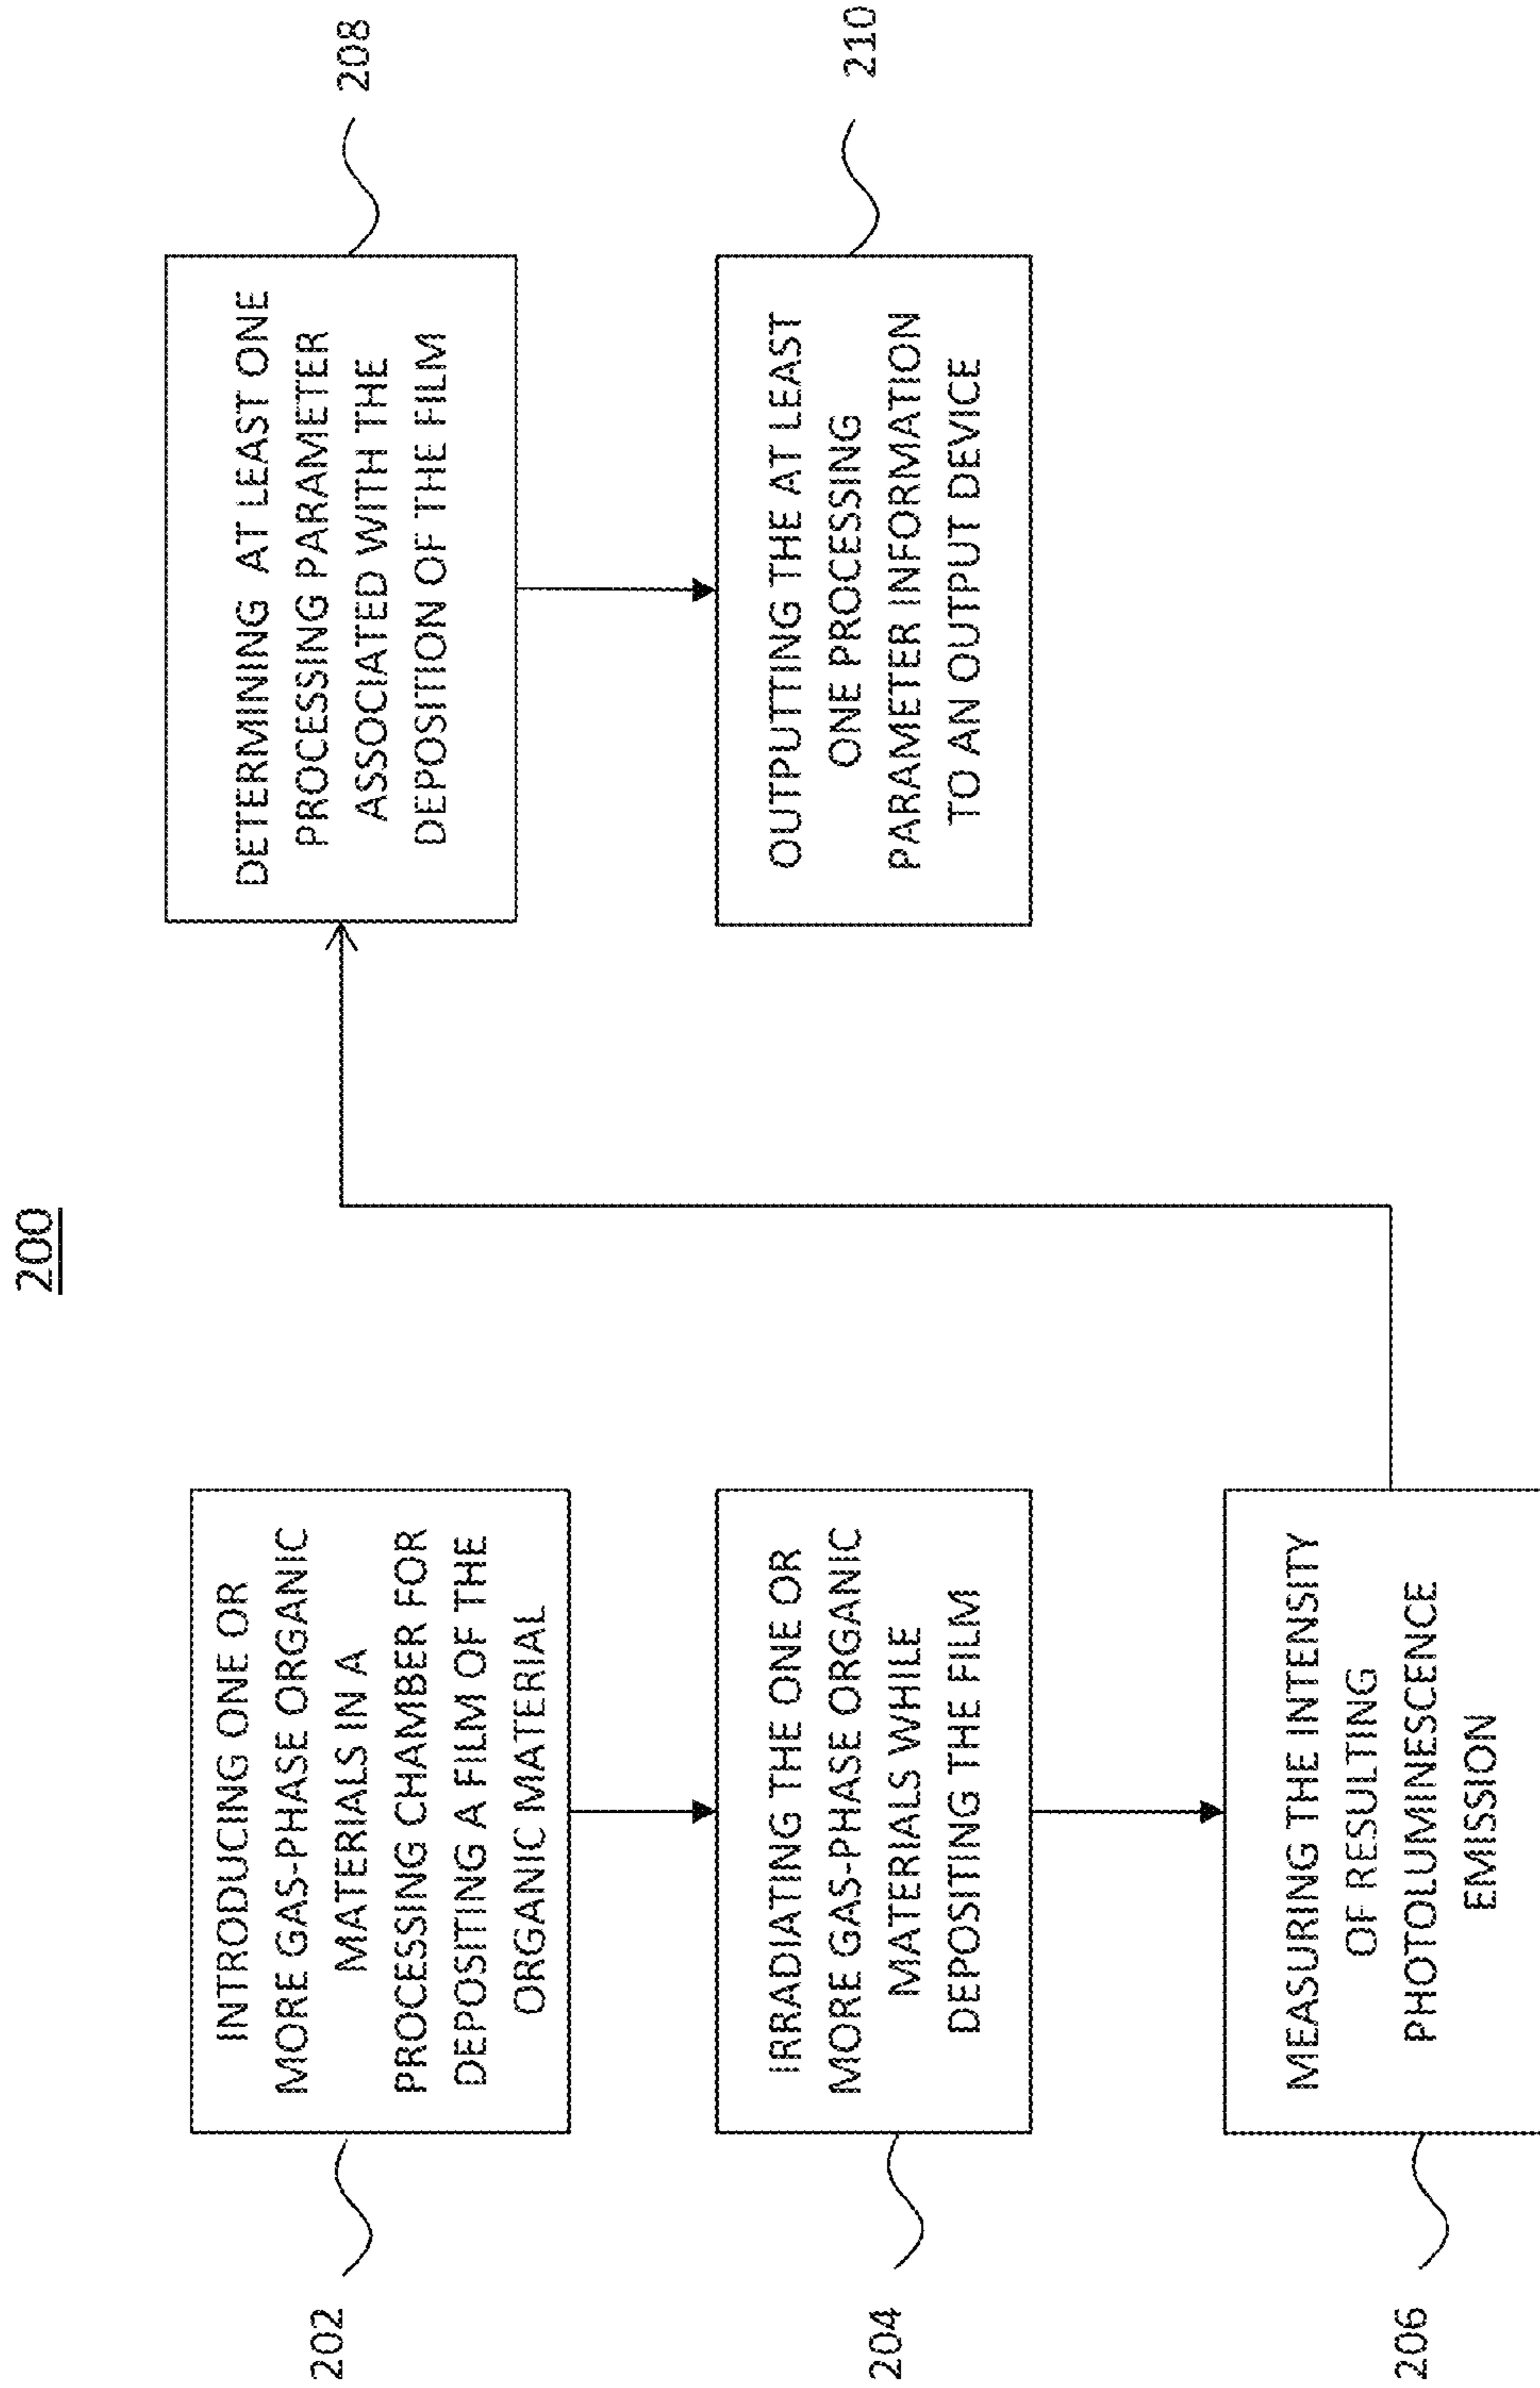 200
202
INTRODUCING ONE OR
MORE GAS-PHASE ORGANIC
MATERIALS IN A
PROCESSING CHAMBER FOR
DEPOSITING A FILM OF THE
ORGANIC MATERIAL
204
IRRADIATING THE ONE OR
MORE GAS-PHASE ORGANIC
MATERIALS WHILE
DEPOSITING THE FILM
206
MEASURING THE INTENSITY
OF RESULTING
PHOTOLUMINESCENCE
EMISSION
DETERMINING AT LEAST ONE
PROCESSING PARAMETER
ASSOCIATED WITH THE
DEPOSITION OF THE FILM
208
OUTPUTTING THE AT LEAST
ONE PROCESSING
PARAMETER INFORMATION
TO AN OUTPUT DEVICE
210